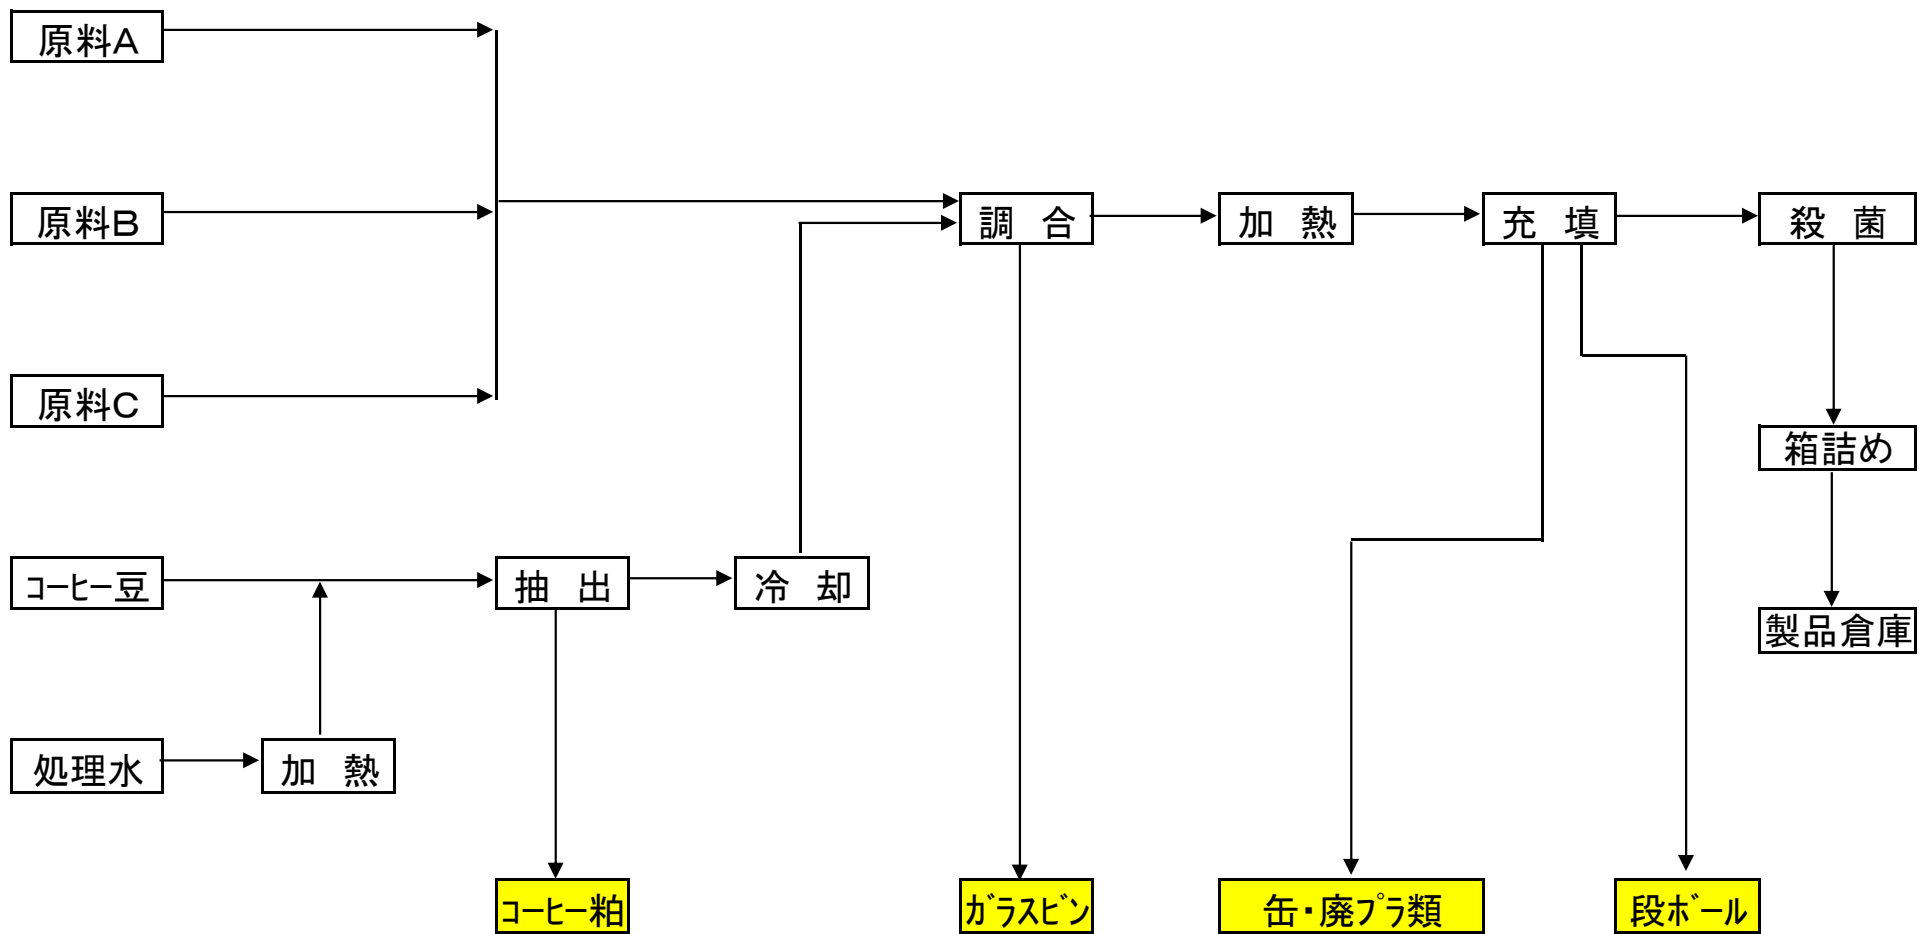 原料A
原料B
調　合
加　熱
充　填
殺　菌
原料C
箱詰め
ｺｰﾋｰ豆
抽　出
冷　却
製品倉庫
処理水
加　熱
ｺｰﾋｰ粕
ｶﾞﾗｽﾋﾞﾝ
缶・廃ﾌﾟﾗ類
段ﾎﾞｰﾙ